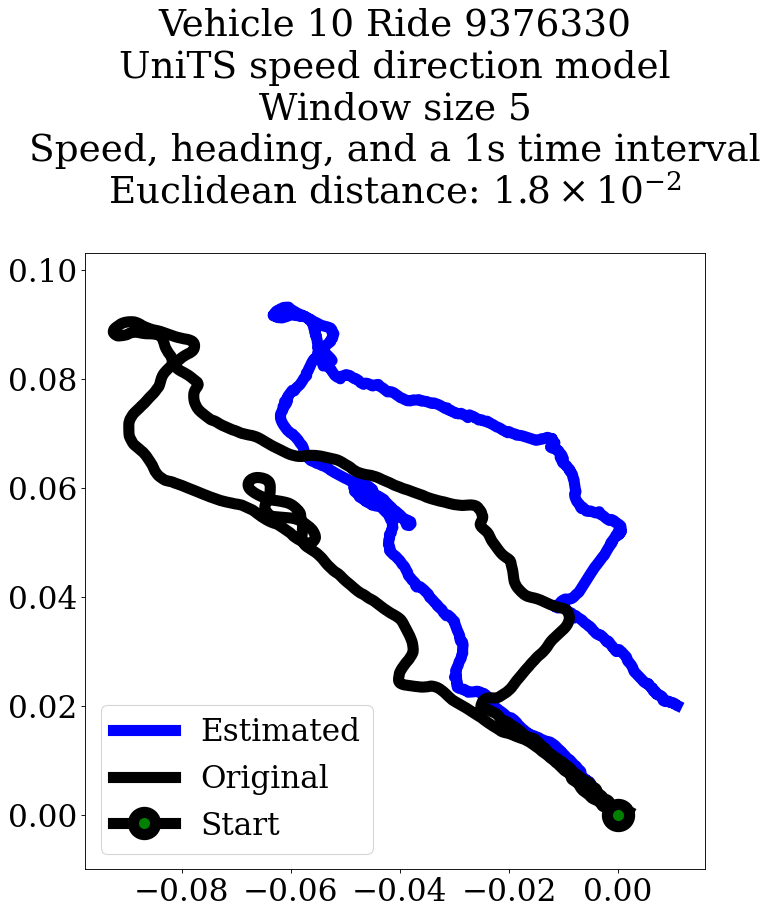 Vehicle 10 Ride 9376330
UniTS speed direction model
Window size 5
Speed, heading, and a 1s time interval
Euclidean distance: 1.8 × 10⁻²
0.10
0.08
0.06
0.04
0.02
0.00
Estimated
Original
Start
−0.08 −0.06 −0.04 −0.02 0.00